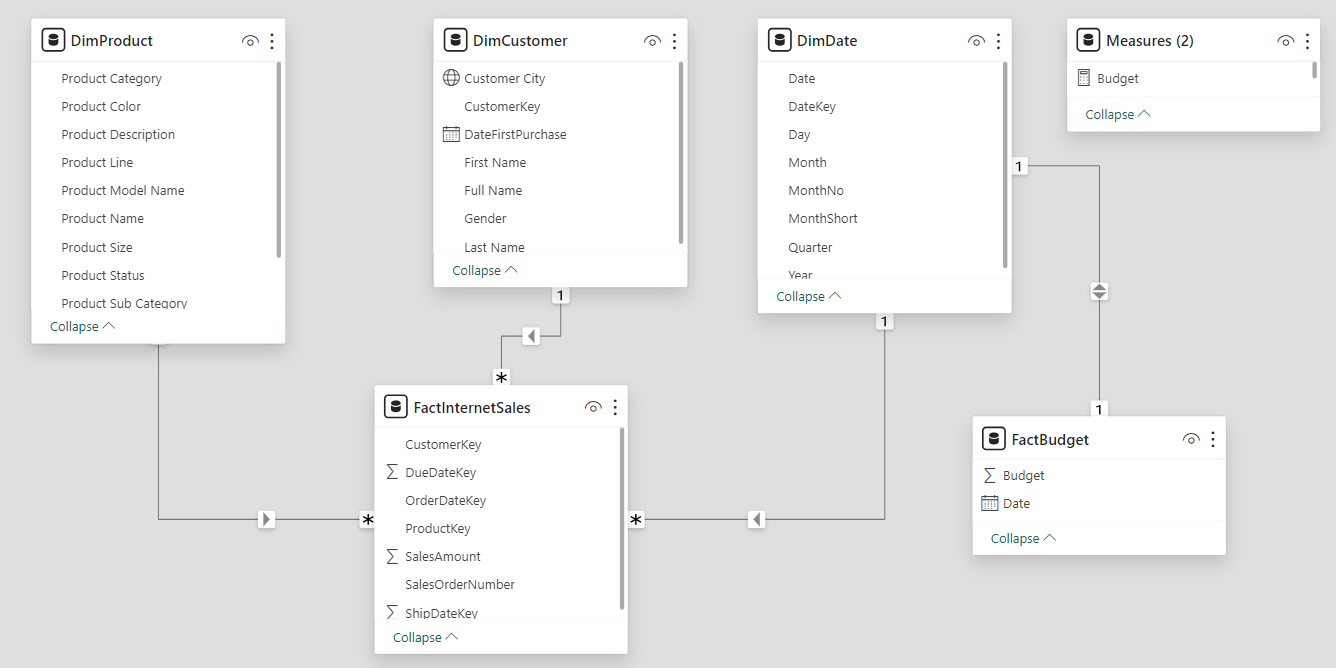 DimProduct
Product Category
Product Color
Product Description
Product Line
Product Model Name
Product Name
Product Size
Product Status
Product Sub Category
Collapse
DimCustomer
Customer City
CustomerKey
DateFirstPurchase
First Name
Full Name
Gender
Last Name
Collapse
DimDate
Date
DateKey
Day
Month
MonthNo
MonthShort
Quarter
Year
Collapse
Measures (2)
Budget
Collapse
1
1
1
1
*
*
*
FactInternetSales
CustomerKey
DueDateKey
OrderDateKey
ProductKey
SalesAmount
SalesOrderNumber
ShipDateKey
Collapse
FactBudget
Budget
Date
Collapse